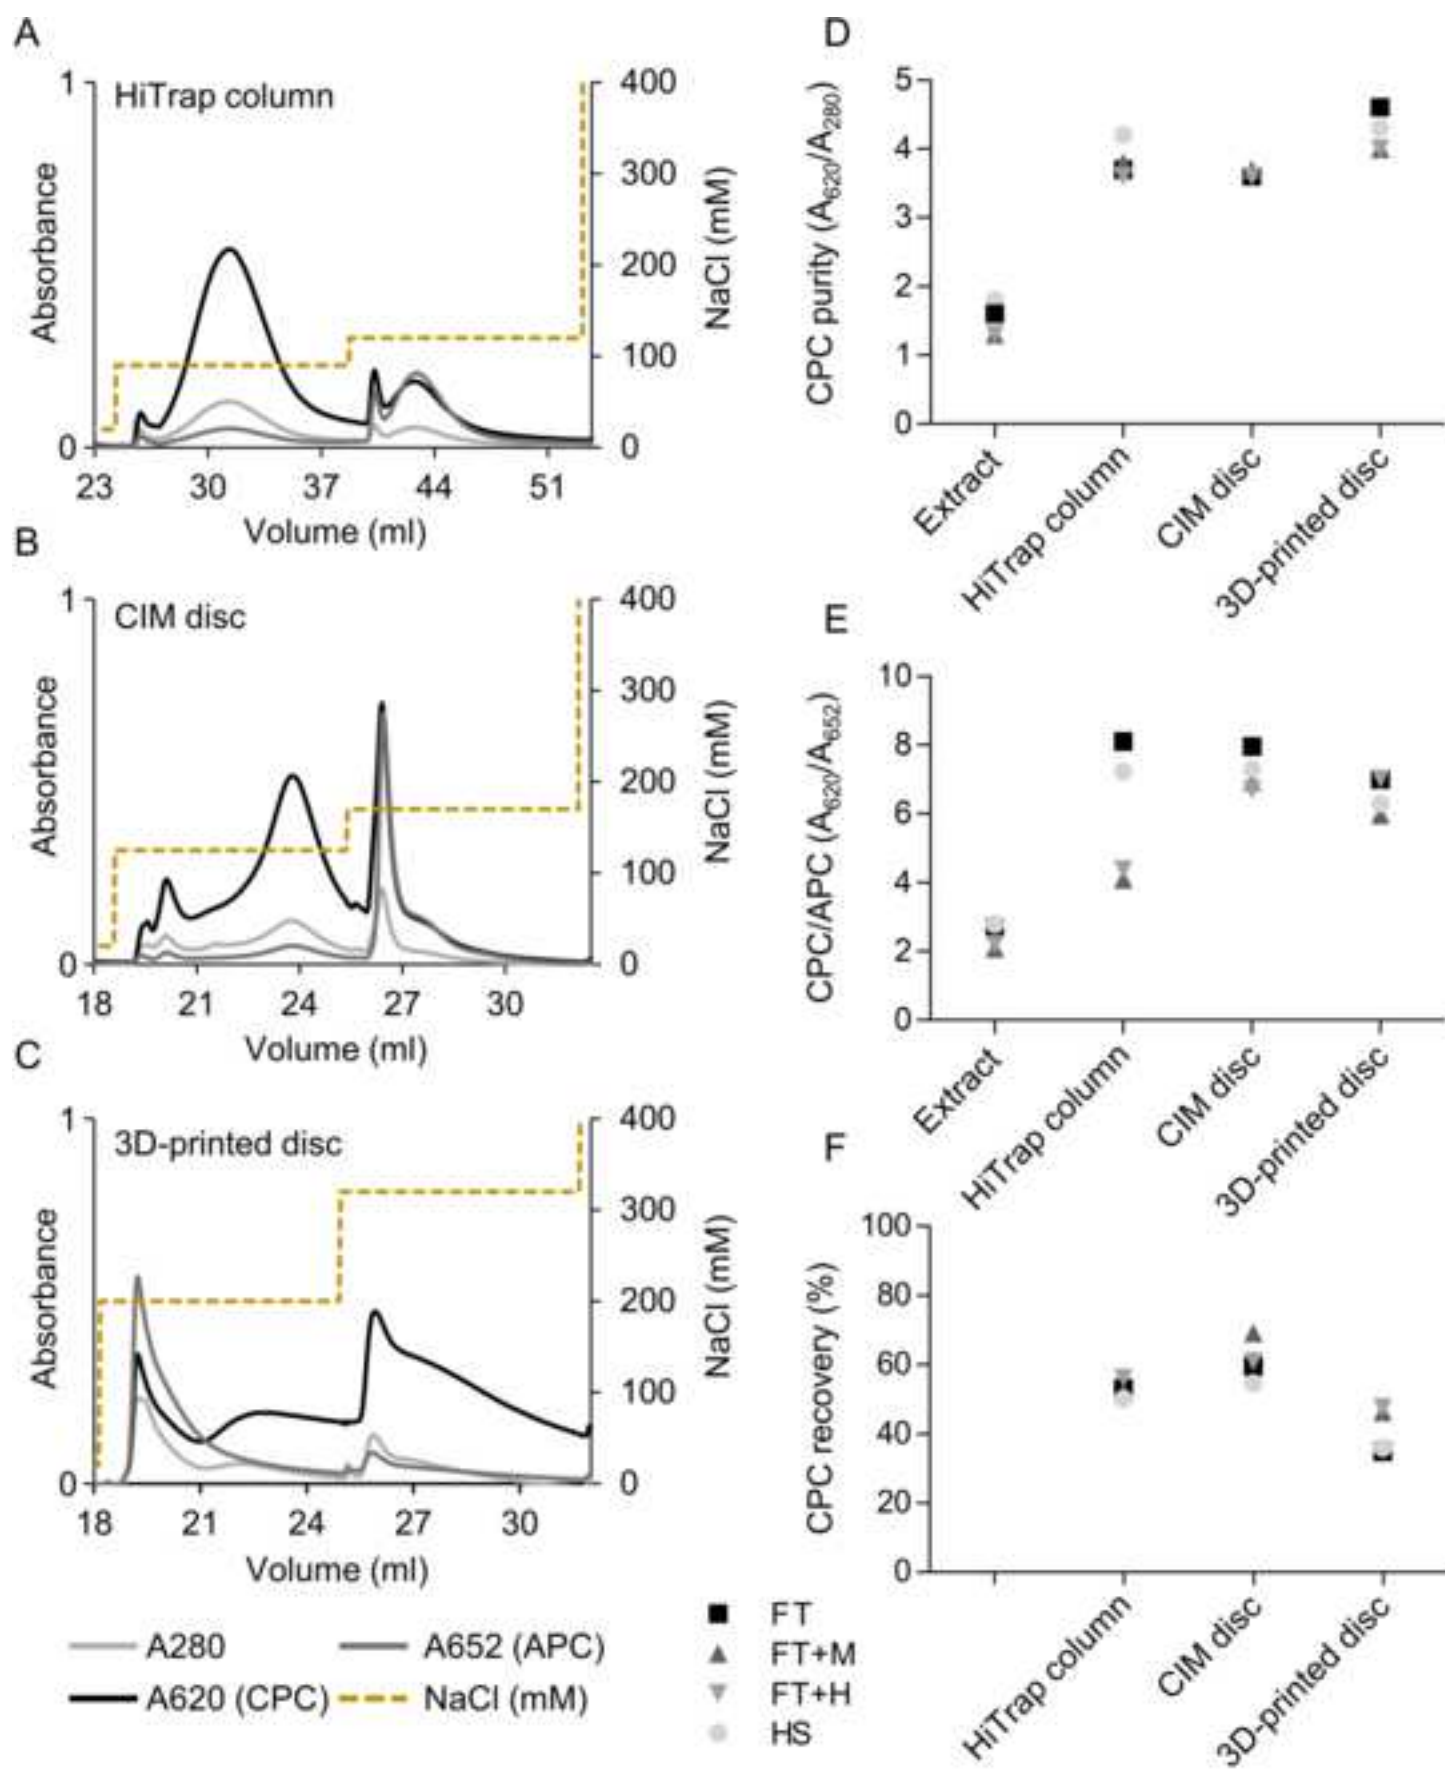 A
HiTrap column
1
0
Absorbance
400
300
200
100
0
NaCl (mM)
23 30 37 44 51
Volume (ml)
B
CIM disc
1
0
Absorbance
400
300
200
100
0
NaCl (mM)
18 21 24 27 30
Volume (ml)
C
3D-printed disc
1
0
Absorbance
400
300
200
100
0
NaCl (mM)
18 21 24 27 30
Volume (ml)
A280
A652 (APC)
A620 (CPC)
NaCl (mM)
D
CPC purity (A620/A280)
5
4
3
2
1
0
Extract
HiTrap column
CIM disc
3D-printed disc
E
CPC/APC (A620/A652)
10
8
6
4
2
0
Extract
HiTrap column
CIM disc
3D-printed disc
F
CPC recovery (%)
100
80
60
40
20
0
HiTrap column
CIM disc
3D-printed disc
FT
FT+M
FT+H
HS